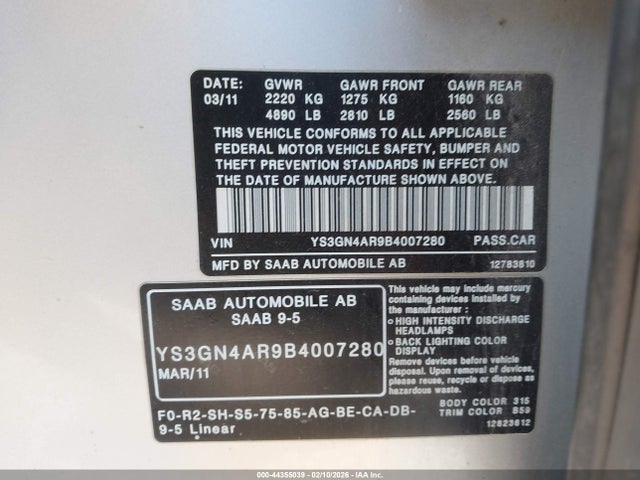 DATE: GVWR GAWR FRONT GAWR REAR
03/11 2220 KG 1275 KG 1160 KG
4890 LB 2810 LB 2560 LB
THIS VEHICLE CONFORMS TO ALL APPLICABLE
FEDERAL MOTOR VEHICLE SAFETY, BUMPER AND
THEFT PREVENTION STANDARDS IN EFFECT ON
THE DATE OF MANUFACTURE SHOWN ABOVE.
VIN YS3GN4AR9B4007280 PASS.CAR
MFD BY SAAB AUTOMOBILE AB 12783810
SAAB AUTOMOBILE AB
SAAB 9-5
YS3GN4AR9B4007280
MAR/11
This vehicle may include mercury
containing devices if installed by
the manufacturer:
HIGH INTENSITY DISCHARGE
HEADLAMPS
BACK LIGHTING COLOR
DISPLAY
Remove devices before vehicle
disposal. Upon removal of devices
please reuse, recycle or dispose as
hazardous waste.
F0-R2-SH-S5-75-85-AG-BE-CA-DB-
9-5 Linear
BODY COLOR 315
TRIM COLOR B59
12823612
000-44355039 - 02/10/2026 - IAA Inc.